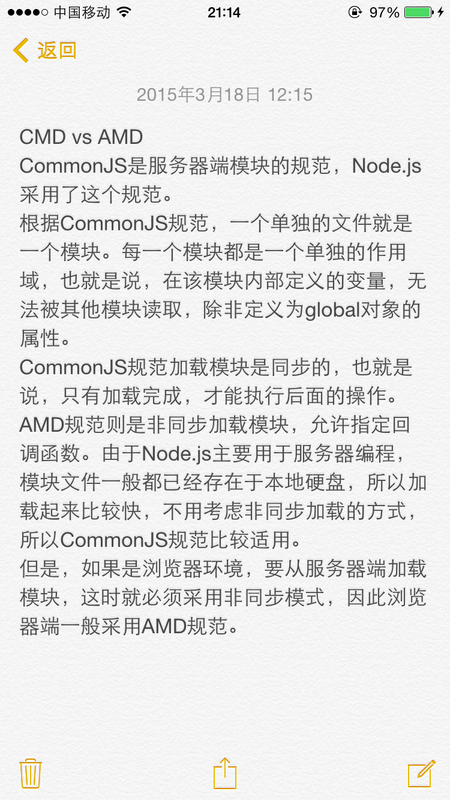 中国移动
21:14
97%
返回
2015年3月18日 12:15
CMD vs AMD
CommonJS是服务器端模块的规范，Node.js
采用了这个规范。
根据CommonJS规范，一个单独的文件就是
一个模块。每一个模块都是一个单独的作用
域，也就是说，在该模块内部定义的变量，无
法被其他模块读取，除非定义为global对象的
属性。
CommonJS规范加载模块是同步的，也就是
说，只有加载完成，才能执行后面的操作。
AMD规范则是非同步加载模块，允许指定回
调函数。由于Node.js主要用于服务器编程，
模块文件一般都已经存在于本地硬盘，所以加
载起来比较快，不用考虑非同步加载的方式，
所以CommonJS规范比较适用。
但是，如果是浏览器环境，要从服务器端加载
模块，这时就必须采用非同步模式，因此浏览
器端一般采用AMD规范。